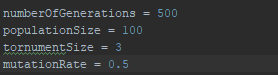 numberOfGenerations = 500
populationSize = 100
tornumentSize = 3
mutationRate = 0.5